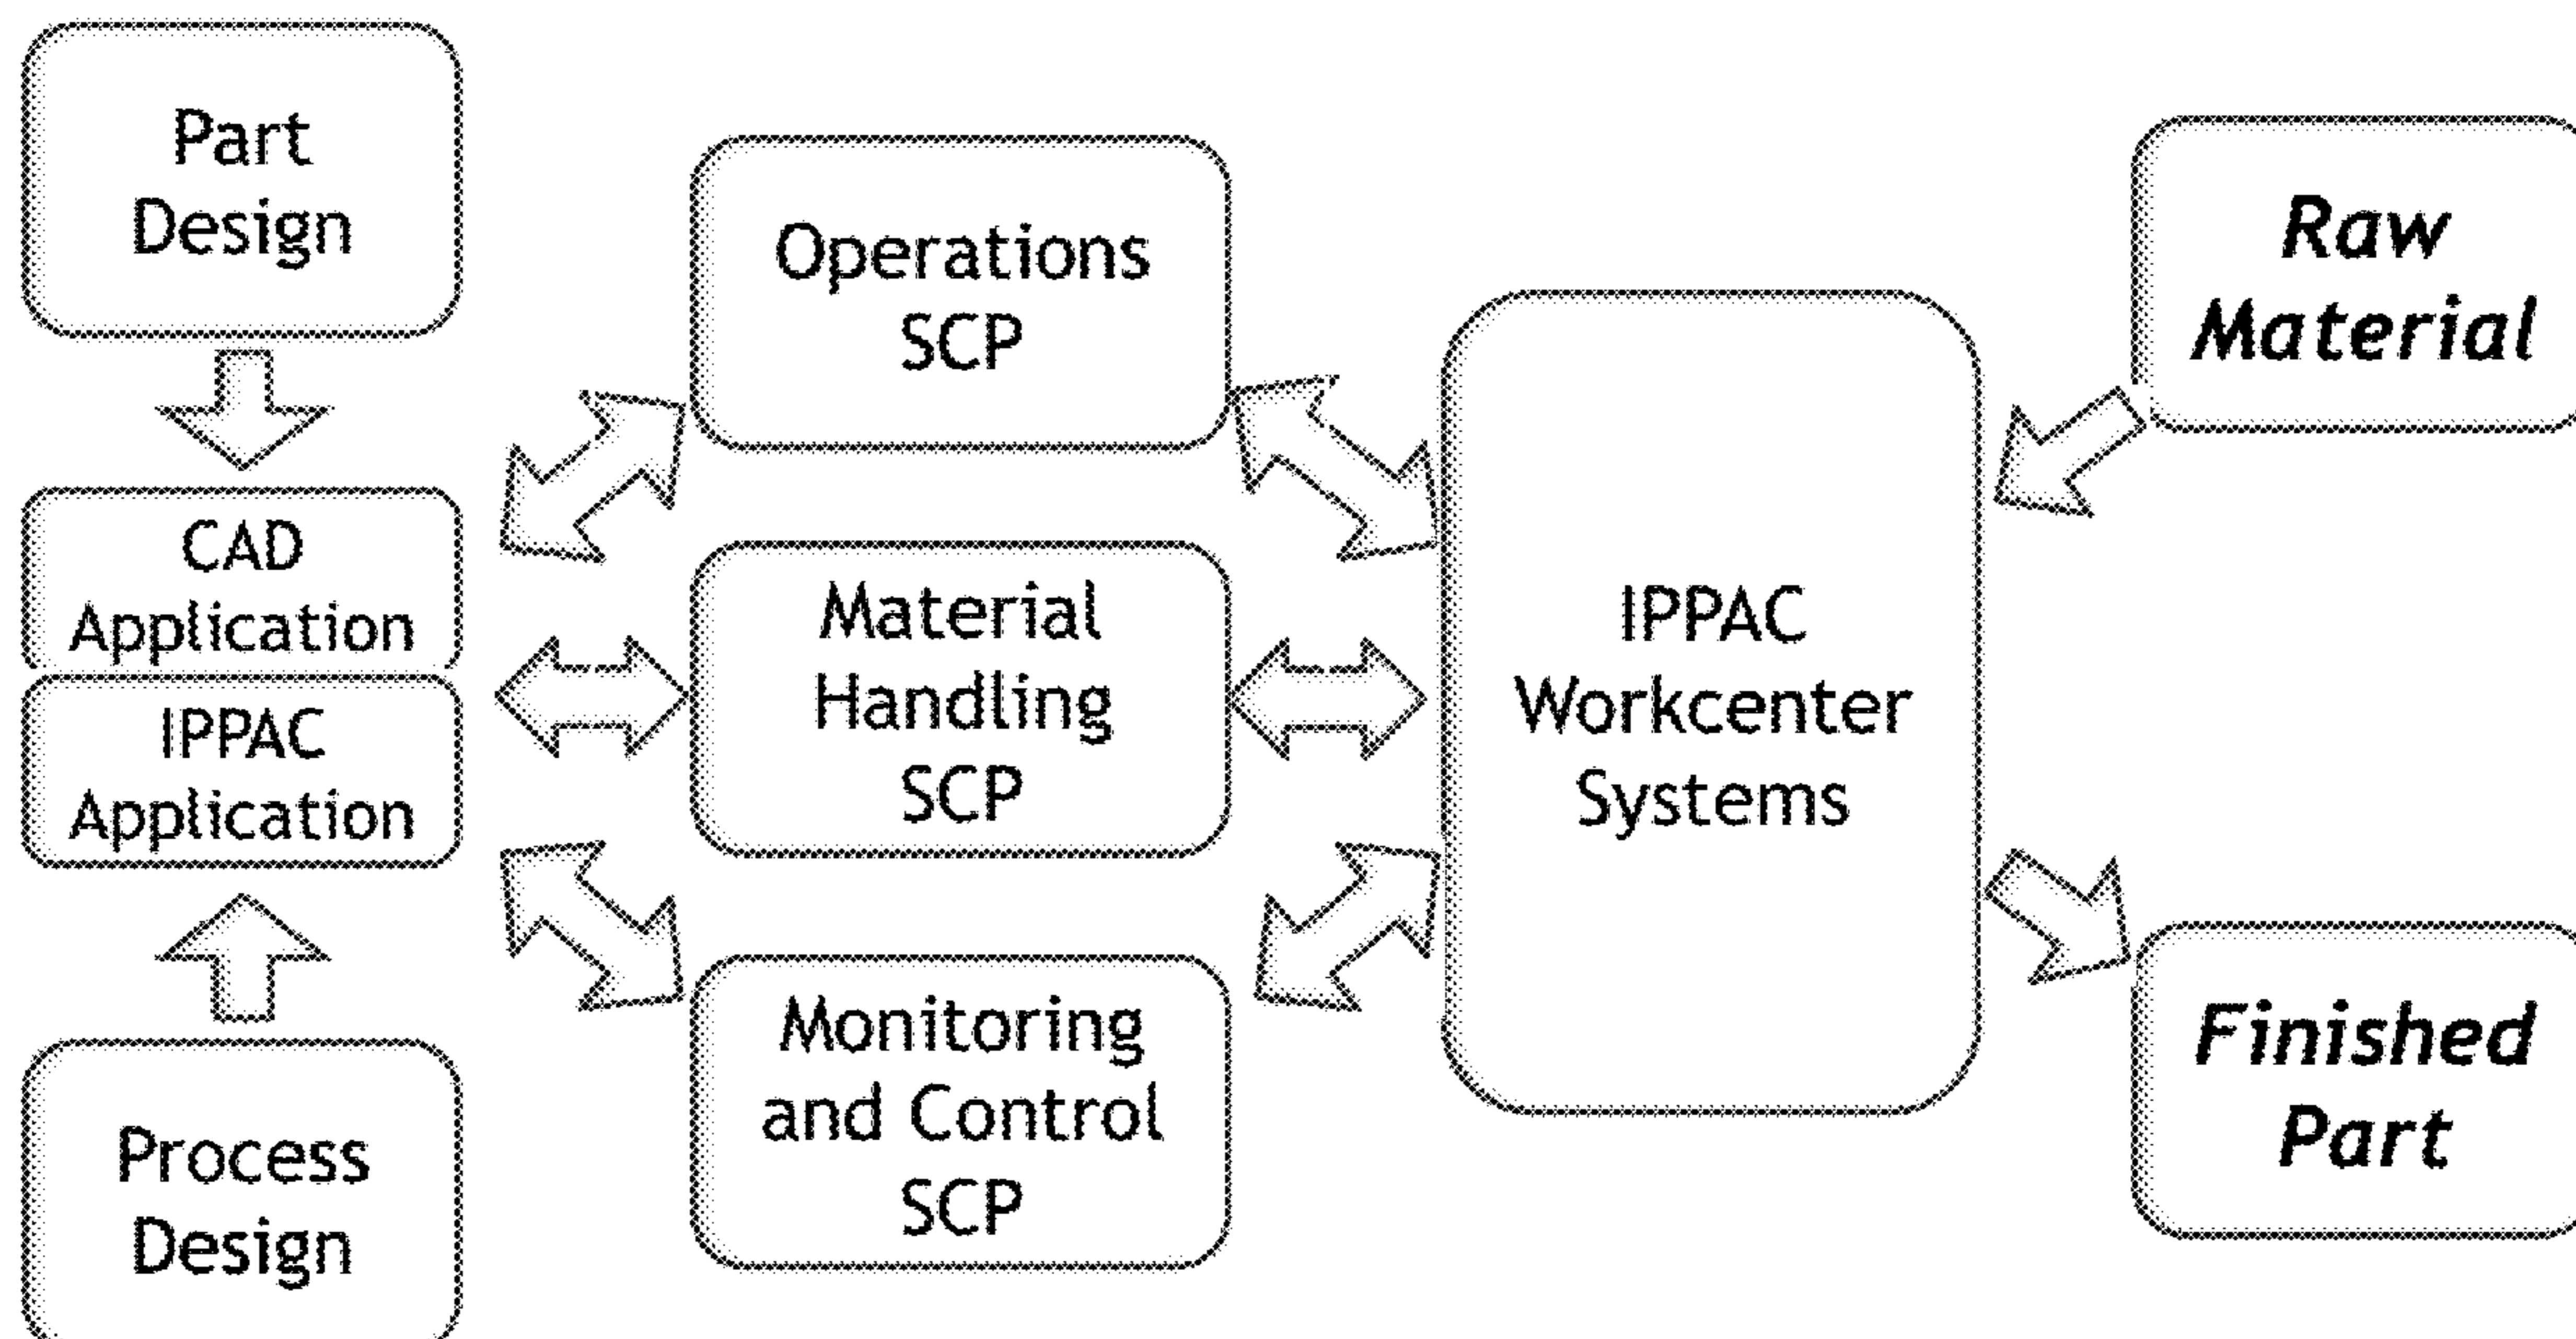 Part
Design
CAD
Application
IPPAC
Application
Process
Design
Operations
SCP
Material
Handling
SCP
Monitoring
and Control
SCP
IPPAC
Workcenter
Systems
Raw
Material
Finished
Part